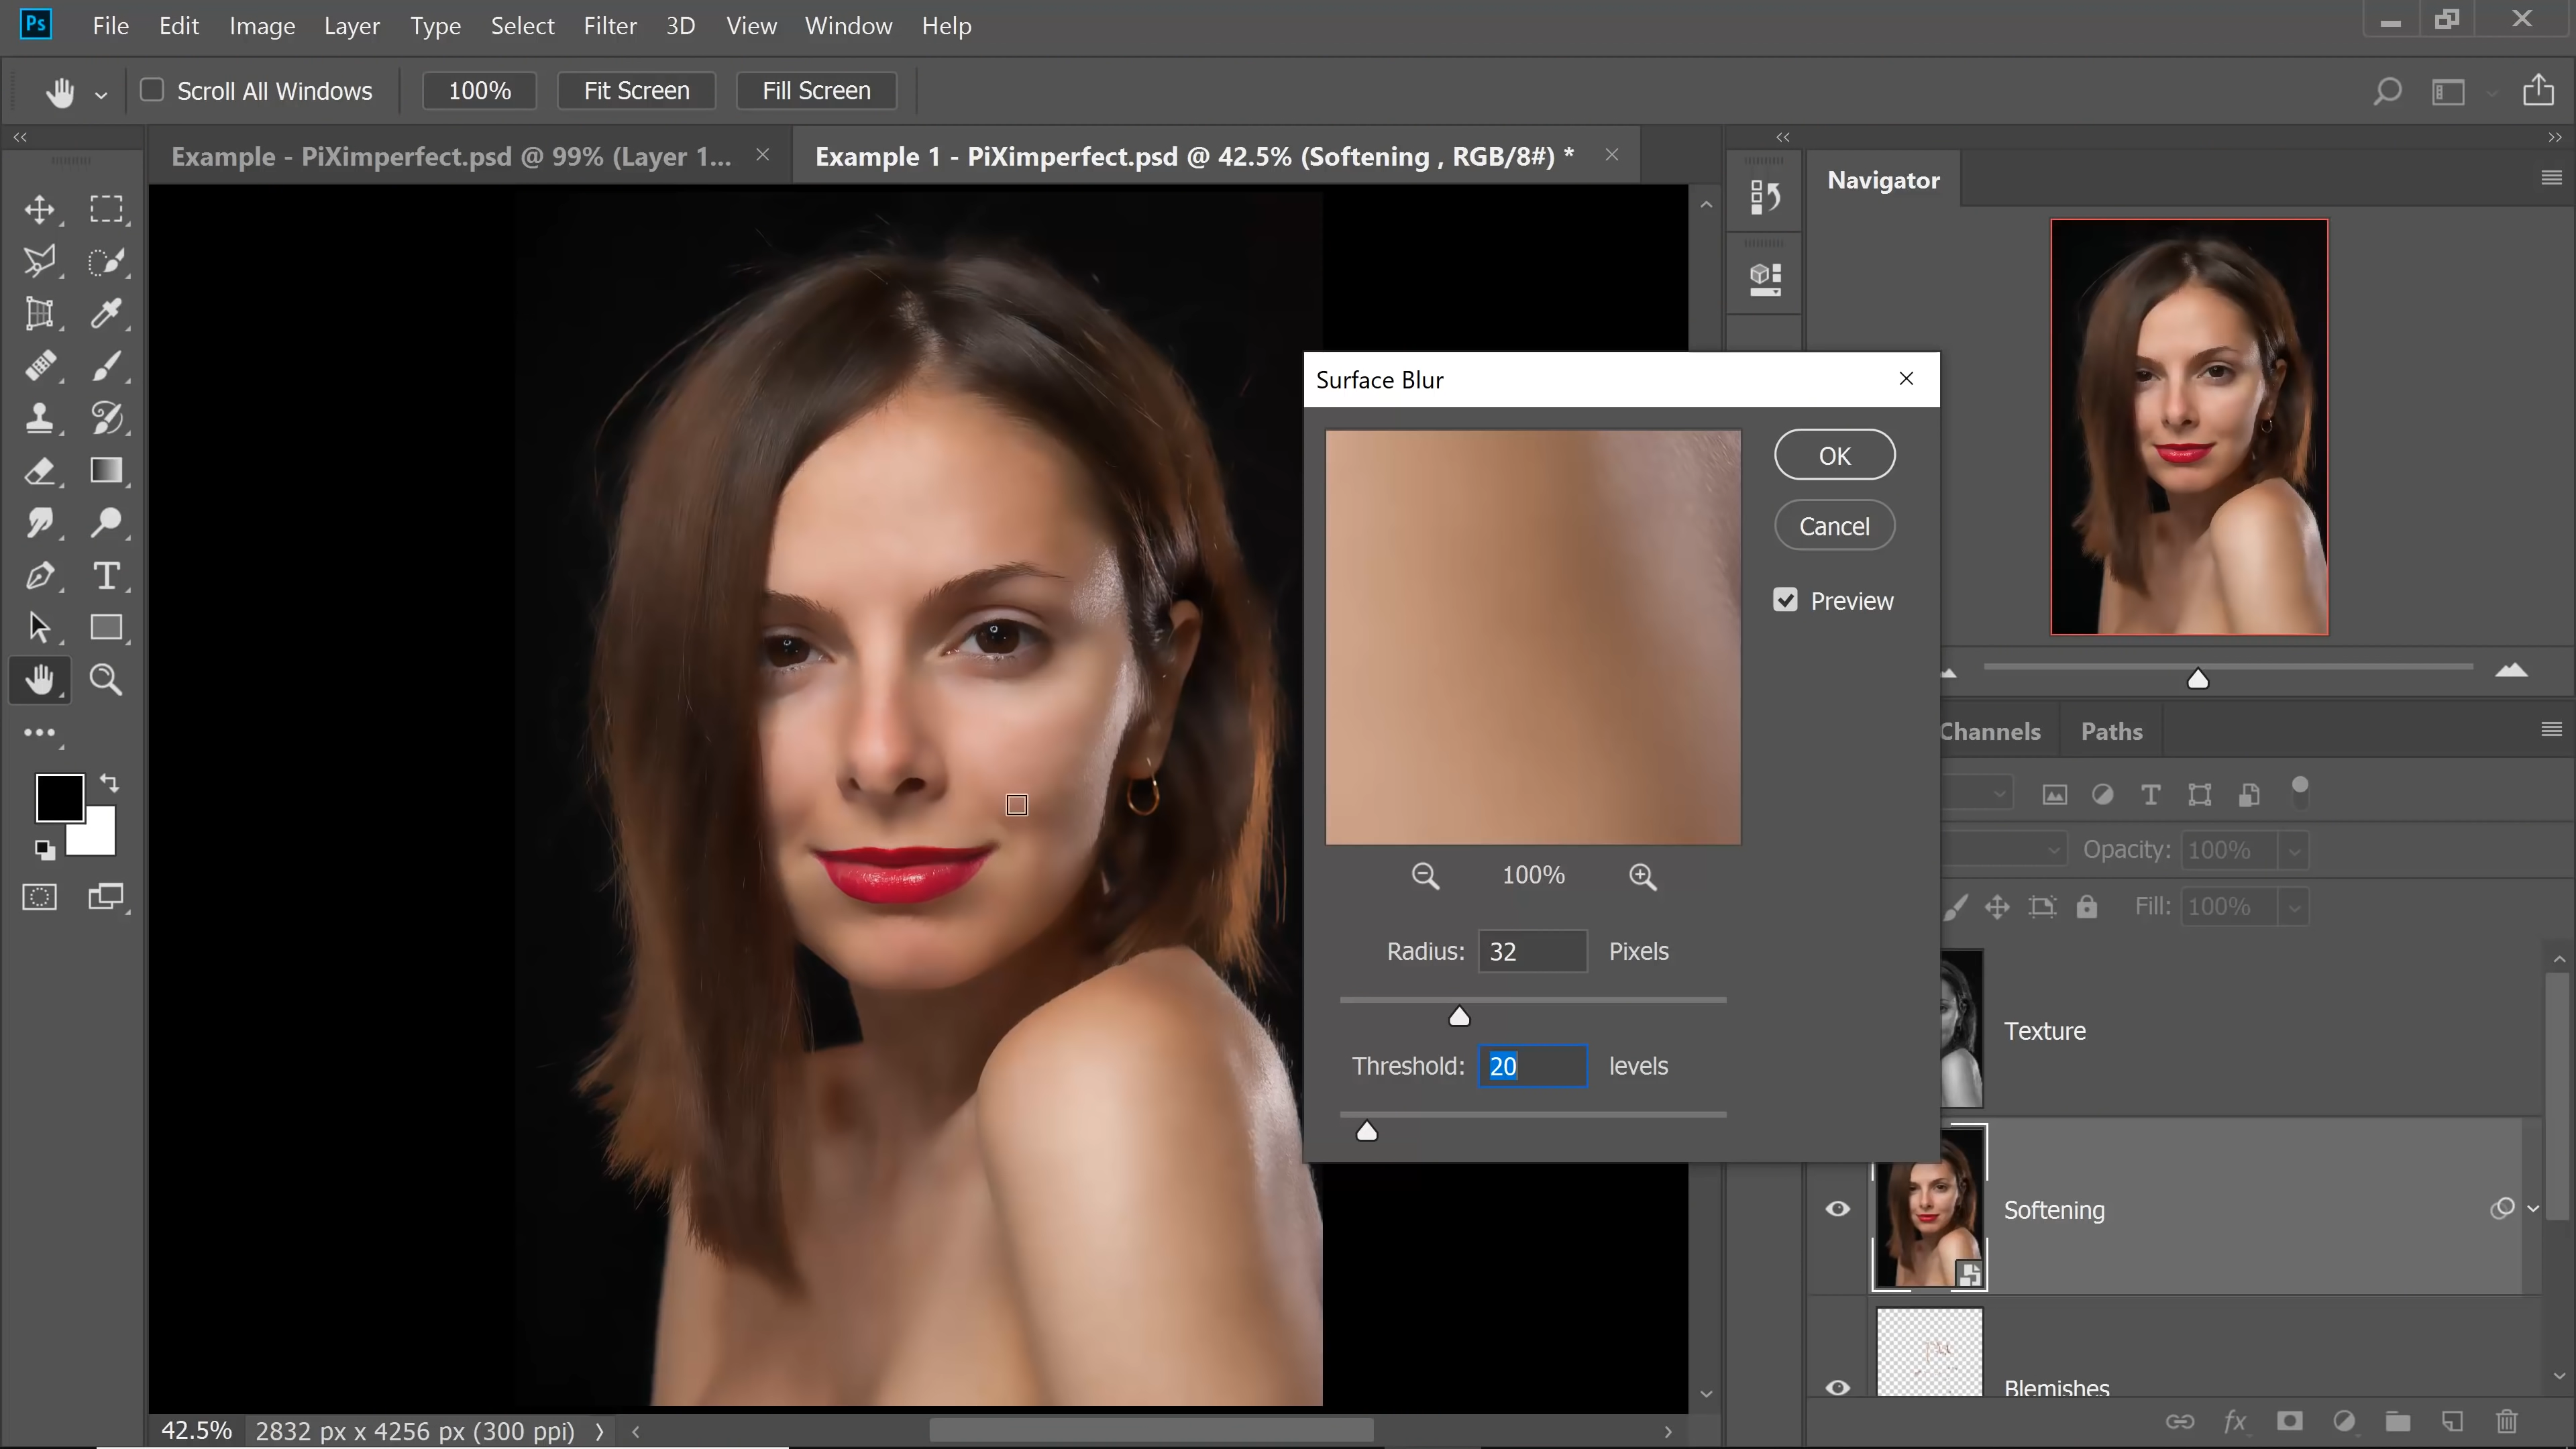 Ps File Edit Image Layer Type Select Filter 3D View Window Help
Scroll All Windows 100% Fit Screen Fill Screen
Example - PiXimperfect.psd @ 99% (Layer 1... Example 1 - PiXimperfect.psd @ 42.5% (Softening , RGB/8#) *
Navigator
Surface Blur
OK
Cancel
Preview
100%
Radius: 32 Pixels
Threshold: 20 levels
Channels Paths
Opacity: 100%
Fill: 100%
Texture
Softening
Blemishes
fx
42.5% 2832 px x 4256 px (300 ppi)